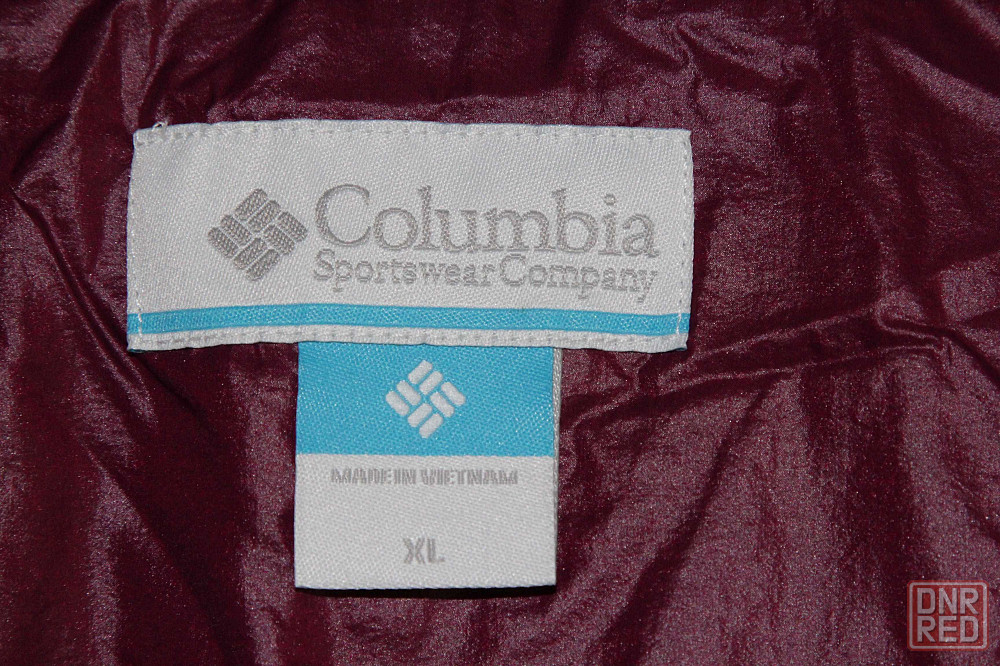 Columbia
Sportswear Company
MADE IN VIETNAM
XL
DNR
RED